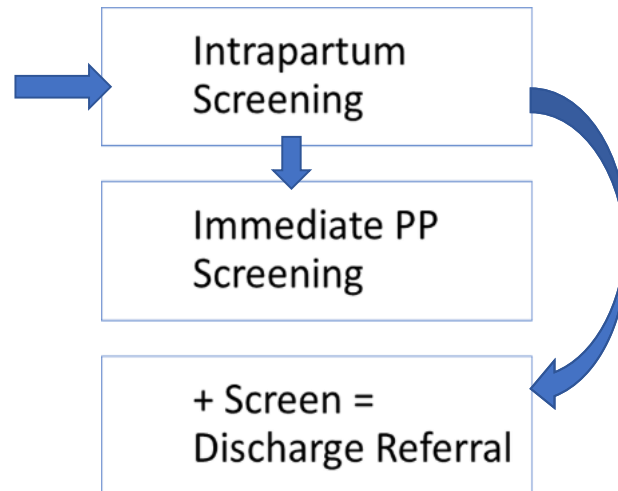 Intrapartum
Screening
Immediate PP
Screening
+ Screen =
Discharge Referral